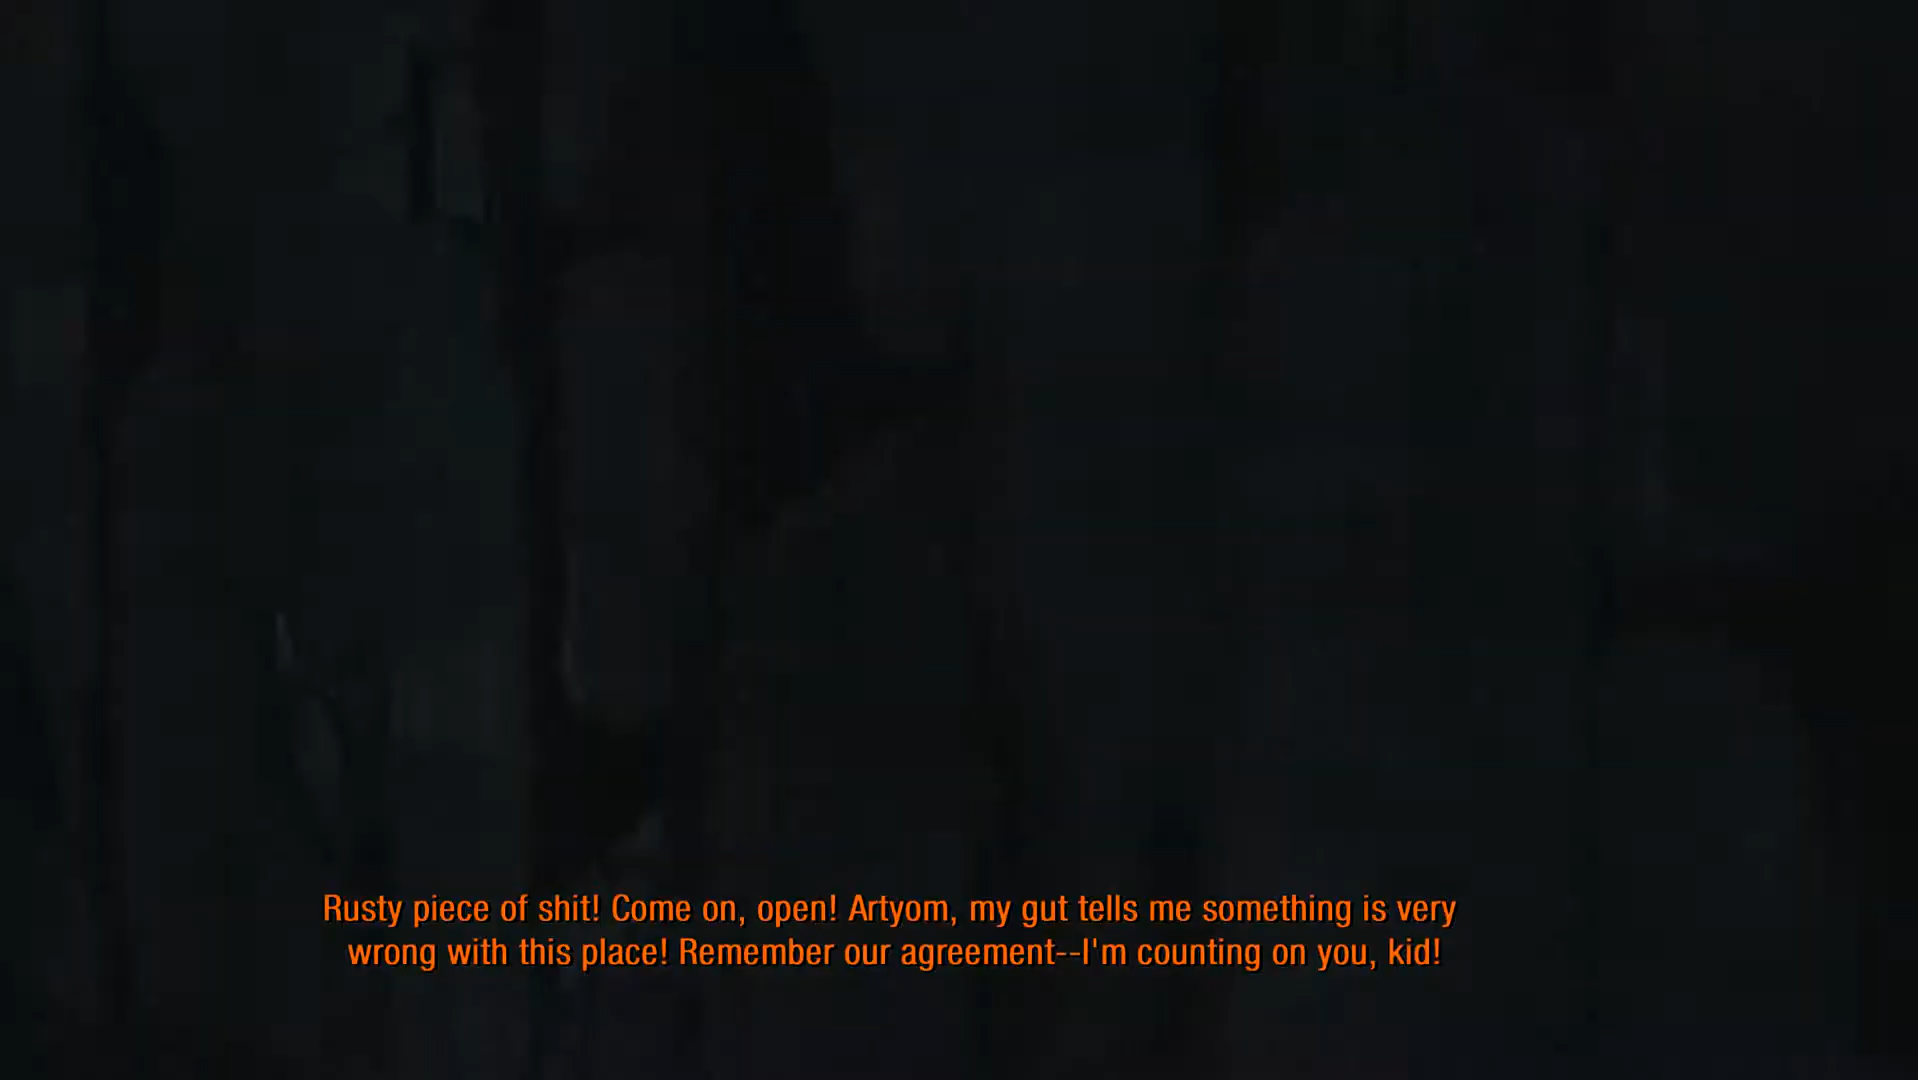 Rusty piece of shit! Come on, open! Artyom, my gut tells me something is very
wrong with this place! Remember our agreement--I'm counting on you, kid!